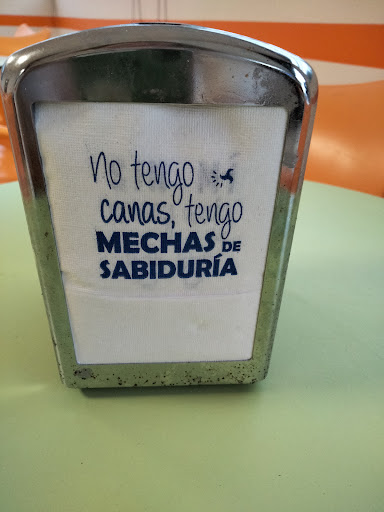 No tengo
canas, tengo
MECHAS DE
SABIDURÍA